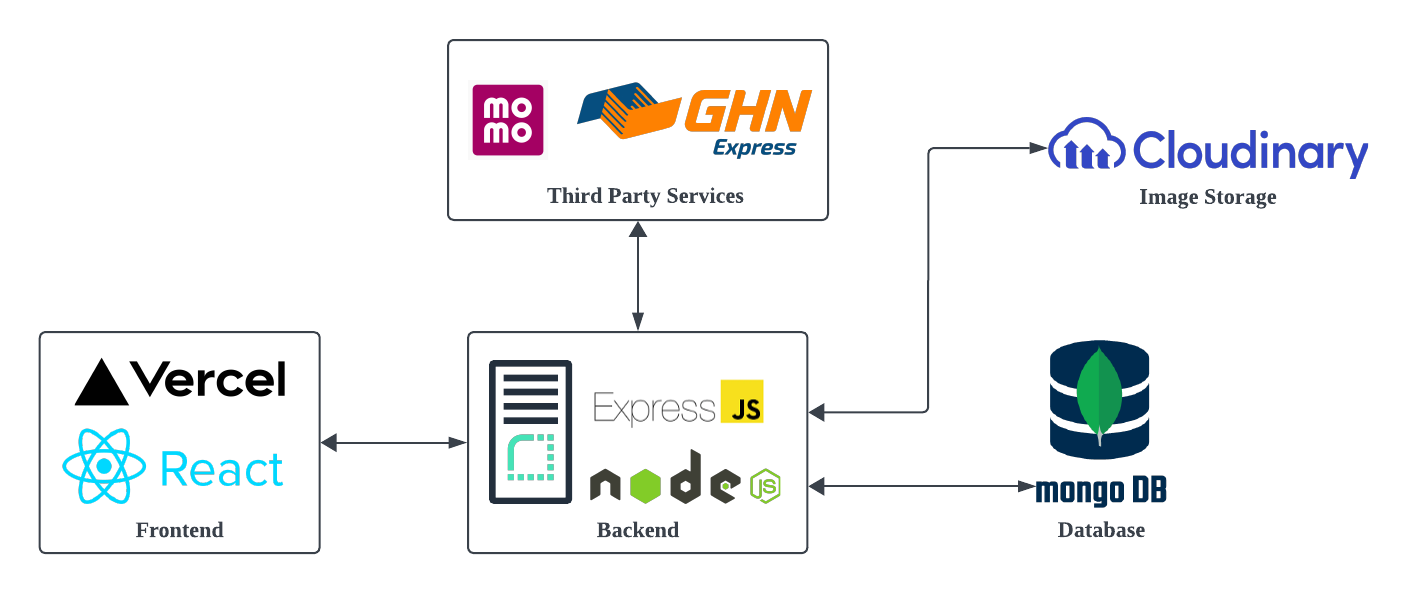 mo
mo
GHN
Express
Third Party Services
Cloudinary
Image Storage
Vercel
React
Frontend
Express JS
node
JS
Backend
mongo DB
Database